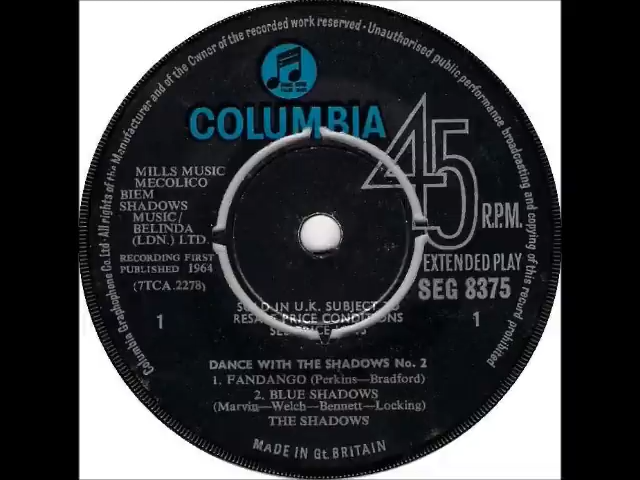 Columbia Graphophone Co. Ltd. · All rights of the Manufacturer and of the Owner of the recorded work reserved · Unauthorised public performance broadcasting and copying of this record prohibited
COLUMBIA
45
R.P.M.
EXTENDED PLAY
SEG 8375
MILLS MUSIC
MECOLICO
BIEM
SHADOWS
MUSIC/
BELINDA
(LDN.) LTD.
RECORDING FIRST
PUBLISHED 1964
(7TCA.2278)
1
1
SOLD IN U.K. SUBJECT TO
RESALE PRICE CONDITIONS
DANCE WITH THE SHADOWS No. 2
1. FANDANGO (Perkins—Bradford)
2. BLUE SHADOWS
(Marvin—Welch—Bennett—Locking)
THE SHADOWS
MADE IN Gt. BRITAIN